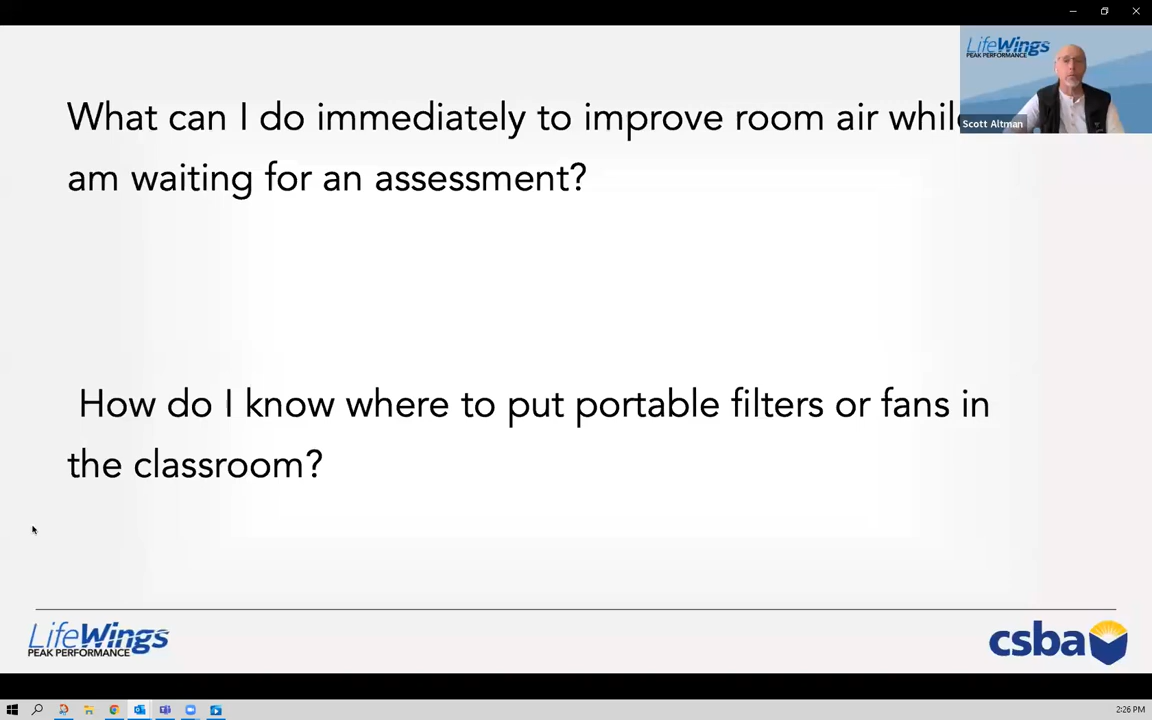 LifeWings
PEAK PERFORMANCE
Scott Altman
What can I do immediately to improve room air while
am waiting for an assessment?
How do I know where to put portable filters or fans in
the classroom?
LifeWings
PEAK PERFORMANCE
csba
2:26 PM